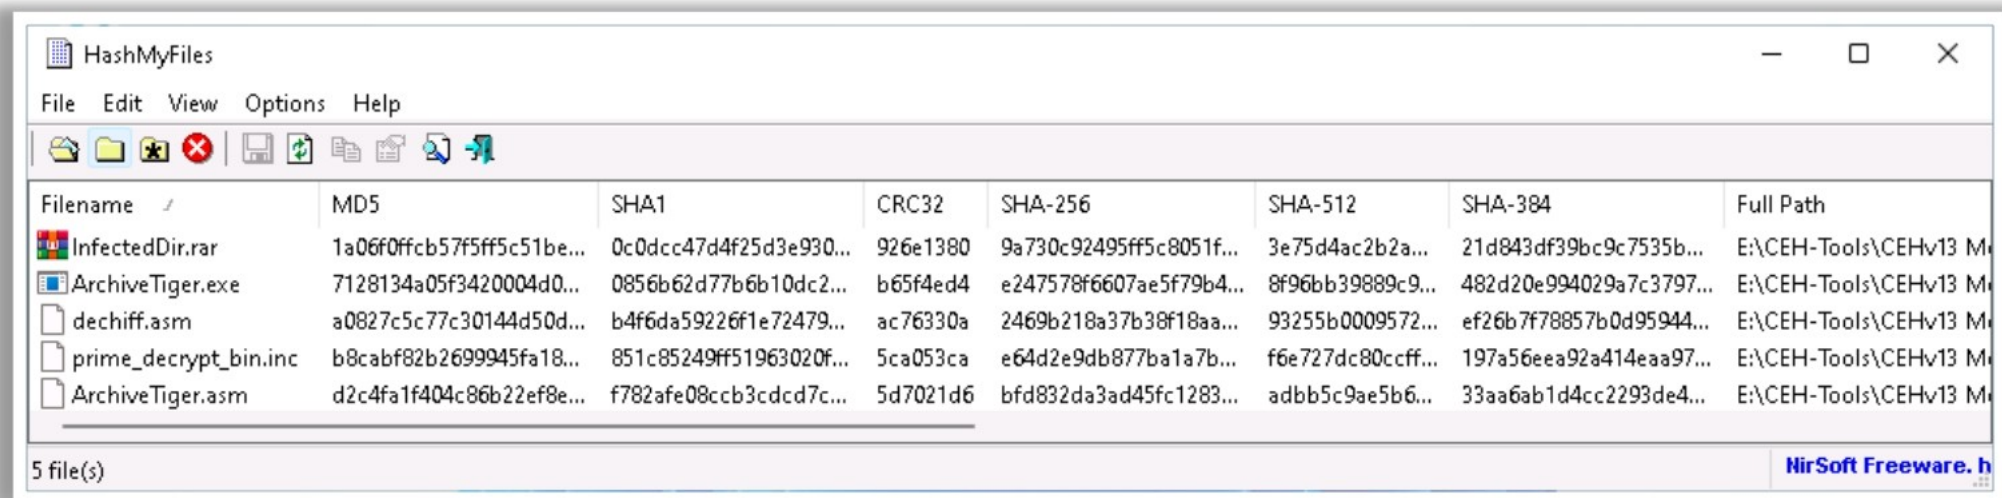 HashMyFiles
File Edit View Options Help
Filename MD5 SHA1 CRC32 SHA-256 SHA-512 SHA-384 Full Path
InfectedDir.rar 1a06f0ffcb57f5ff5c51be... 0c0dcc47d4f25d3e930... 926e1380 9a730c92495ff5c8051f... 3e75d4ac2b2a... 21d843df39bc9c7535b... E:\CEH-Tools\CEHv13 M
ArchiveTiger.exe 7128134a05f3420004d0... 0856b62d77b6b10dc2... b65f4ed4 e247578f6607ae5f79b4... 8f96bb39889c9... 482d20e994029a7c3797... E:\CEH-Tools\CEHv13 M
dechiff.asm a0827c5c77c30144d50d... b4f6da59226f1e72479... ac76330a 2469b218a37b38f18aa... 93255b0009572... ef26b7f78857b0d95944... E:\CEH-Tools\CEHv13 M
prime_decrypt_bin.inc b8cabf82b2699945fa18... 851c85249ff51963020f... 5ca053ca e64d2e9db877ba1a7b... f6e727dc80ccff... 197a56eea92a414eaa97... E:\CEH-Tools\CEHv13 M
ArchiveTiger.asm d2c4fa1f404c86b22ef8e... f782afe08ccb3cdcd7c... 5d7021d6 bfd832da3ad45fc1283... adbb5c9ae5b6... 33aa6ab1d4cc2293de4... E:\CEH-Tools\CEHv13 M
5 file(s) NirSoft Freeware. h